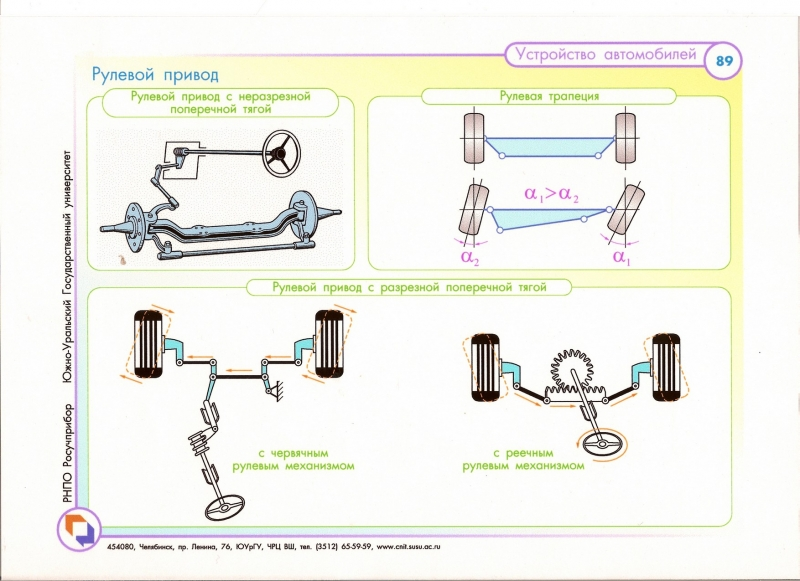 Устройство автомобилей
89
Рулевой привод
Рулевой привод с неразрезной
поперечной тягой
Рулевая трапеция
α₁>α₂
α₂
α₁
Рулевой привод с разрезной поперечной тягой
с червячным
рулевым механизмом
с реечным
рулевым механизмом
РНПО Росучприбор Южно-Уральский Государственный университет
454080, Челябинск, пр. Ленина, 76, ЮУрГУ, ЧРЦ ВШ, тел. (3512) 65-59-59, www.cnit.susu.ac.ru